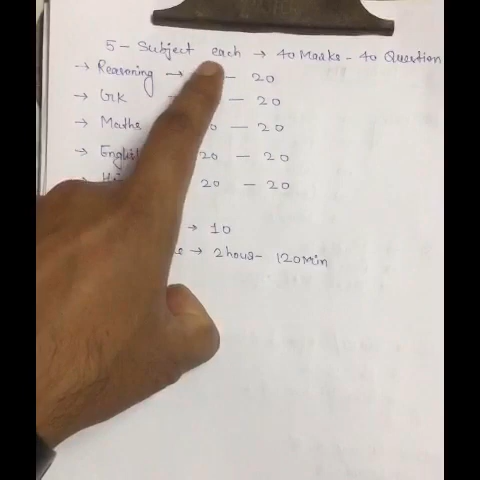 5 - Subject each → 40 Marks - 40 Question
→ Reasoning → - 20
→ GK - 20
→ Maths - 20
→ English 20 - 20
→ 20 - 20
→ 10
→ 2 hour - 120 Min